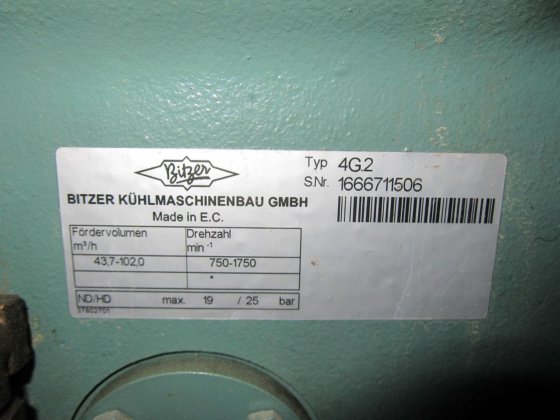 Bitzer
Typ 4G.2
S.Nr. 1666711506
BITZER KÜHLMASCHINENBAU GMBH
Made in E.C.
Fördervolumen Drehzahl
m³/h min⁻¹
43,7-102,0 750-1750
*
ND/HD max. 19 / 25 bar
37802701